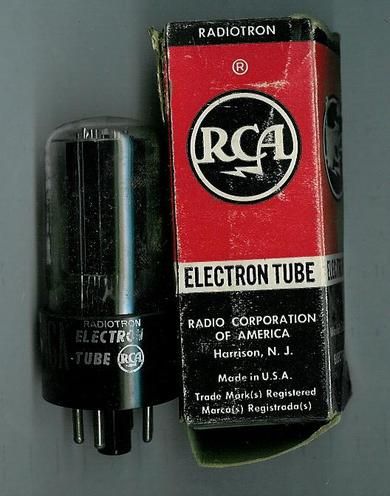 RADIOTRON
®
RCA
ELECTRON TUBE
RADIO CORPORATION
OF AMERICA
Harrison, N. J.
Made in U.S.A.
Trade Mark(s) Registered
Marca(s) Registrada(s)
RADIOTRON
ELECTRON
-TUBE RCA